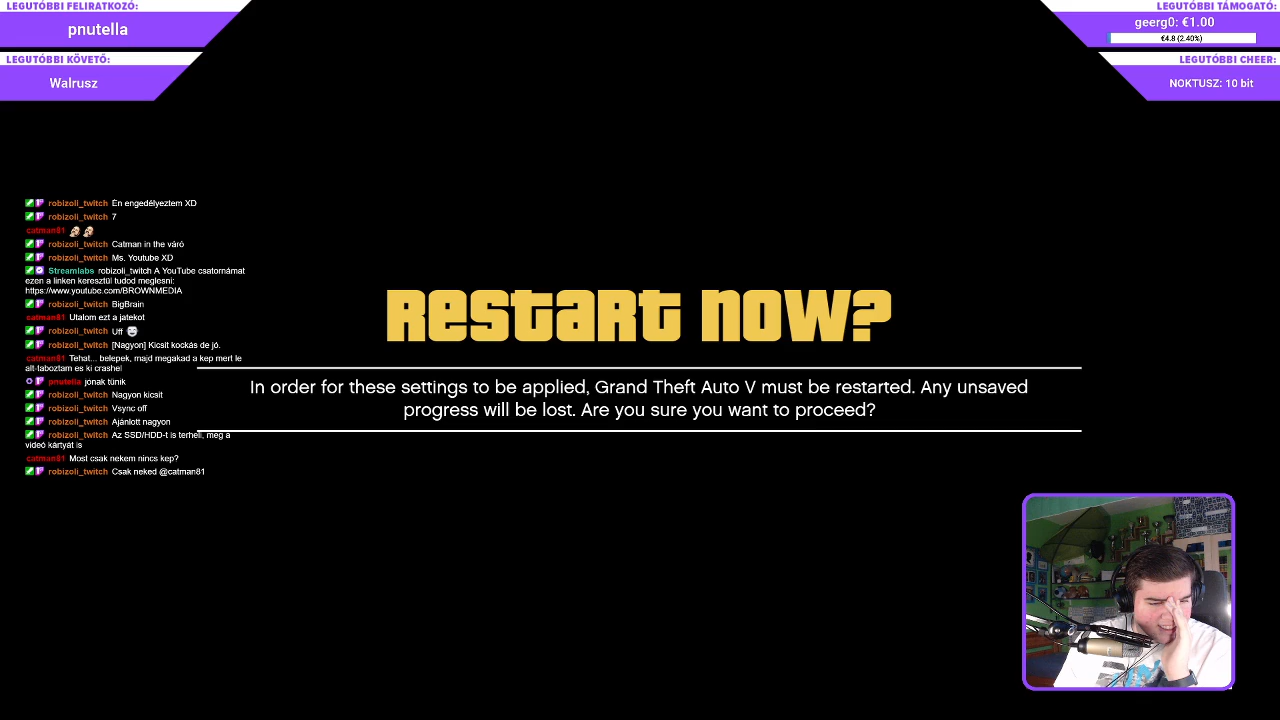 LEGUTÓBBI FELIRATKOZÓ:
pnutella
LEGUTÓBBI KÖVETŐ:
Walrusz
LEGUTÓBBI TÁMOGATÓ:
geerg0: €1.00
€4.8 (2.40%)
LEGUTÓBBI CHEER:
NOKTUSZ: 10 bit
robizoli_twitch Én engedélyeztem XD
robizoli_twitch 7
catman81
robizoli_twitch Catman in the váró
robizoli_twitch Ms. Youtube XD
Streamlabs robizoli_twitch A YouTube csatornámat
ezen a linken keresztül tudod meglesni:
https://www.youtube.com/BROWNMEDIA
robizoli_twitch BigBrain
catman81 Utalom ezt a jatekot
robizoli_twitch Uff
robizoli_twitch [Nagyon] Kicsit kockás de jó.
catman81 Tehat... belepek, majd megakad a kep mert le
alt-taboztam es ki crashel
pnutella jónak tűnik
robizoli_twitch Nagyon kicsit
robizoli_twitch Vsync off
robizoli_twitch Ajánlott nagyon
robizoli_twitch Az SSD/HDD-t is terheli, meg a
videó kártyát is
catman81 Most csak nekem nincs kep?
robizoli_twitch Csak neked @catman81
Restart now?
In order for these settings to be applied, Grand Theft Auto V must be restarted. Any unsaved
progress will be lost. Are you sure you want to proceed?